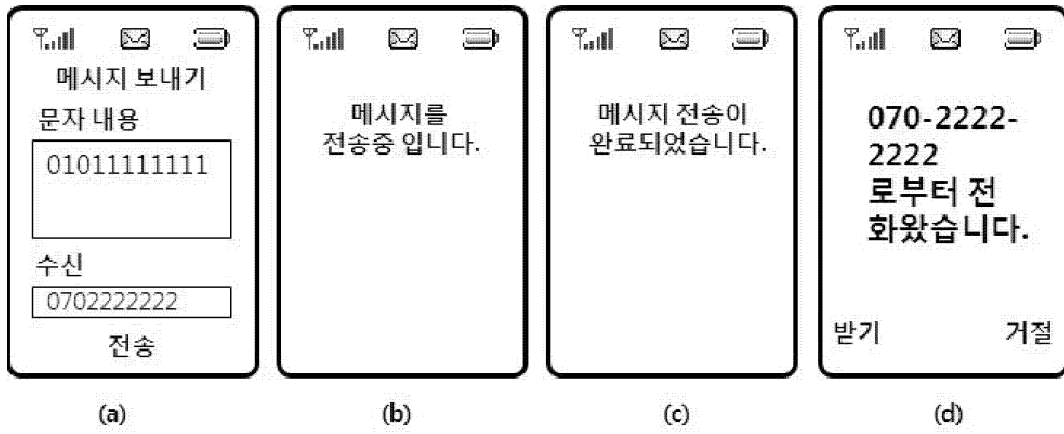 메시지 보내기
문자 내용
01011111111
수신
0702222222
전송
(a)
메시지를
전송중 입니다.
(b)
메시지 전송이
완료되었습니다.
(c)
070-2222-
2222
로부터 전
화왔습니다.
받기 거절
(d)